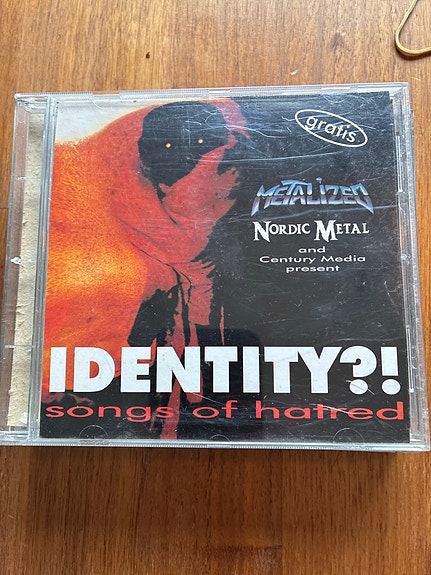 gratis
METALIZED
NORDIC METAL
and
Century Media
present
IDENTITY?!
songs of hatred